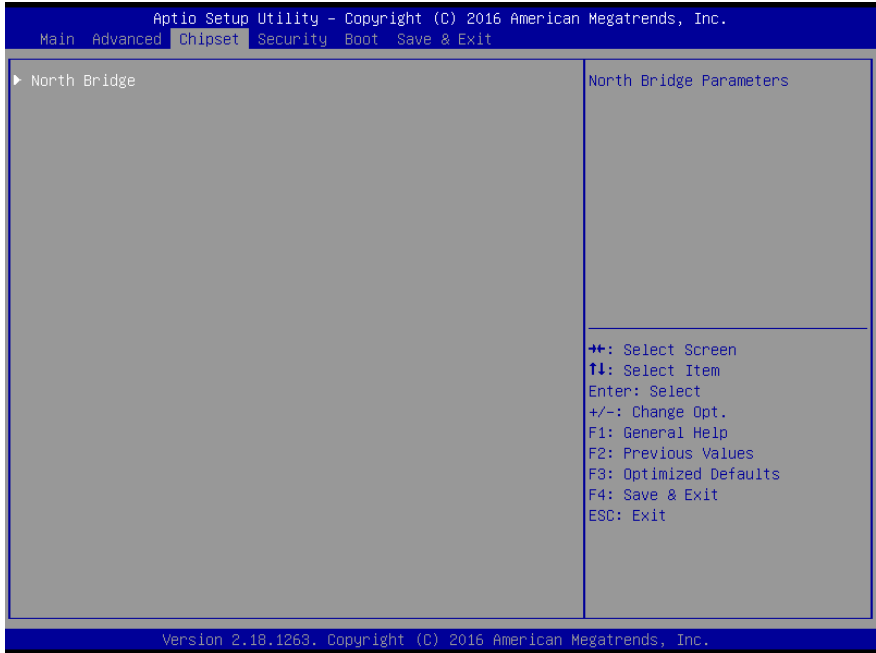 Aptio Setup Utility – Copyright (C) 2016 American Megatrends, Inc.
Main Advanced Chipset Security Boot Save & Exit
▶ North Bridge
North Bridge Parameters
→←: Select Screen
↑↓: Select Item
Enter: Select
+/-: Change Opt.
F1: General Help
F2: Previous Values
F3: Optimized Defaults
F4: Save & Exit
ESC: Exit
Version 2.18.1263. Copyright (C) 2016 American Megatrends, Inc.